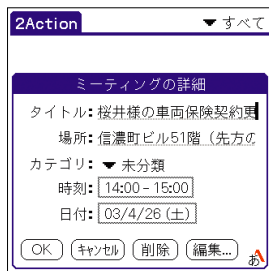 2Action ▼すべて
ミーティングの詳細
タイトル: 桜井様の車両保険契約更
場所: 信濃町ビル51階（先方の
カテゴリ: ▼未分類
時刻: 14:00 - 15:00
日付: 03/4/26 (土)
OK キャンセル 削除 編集... あ